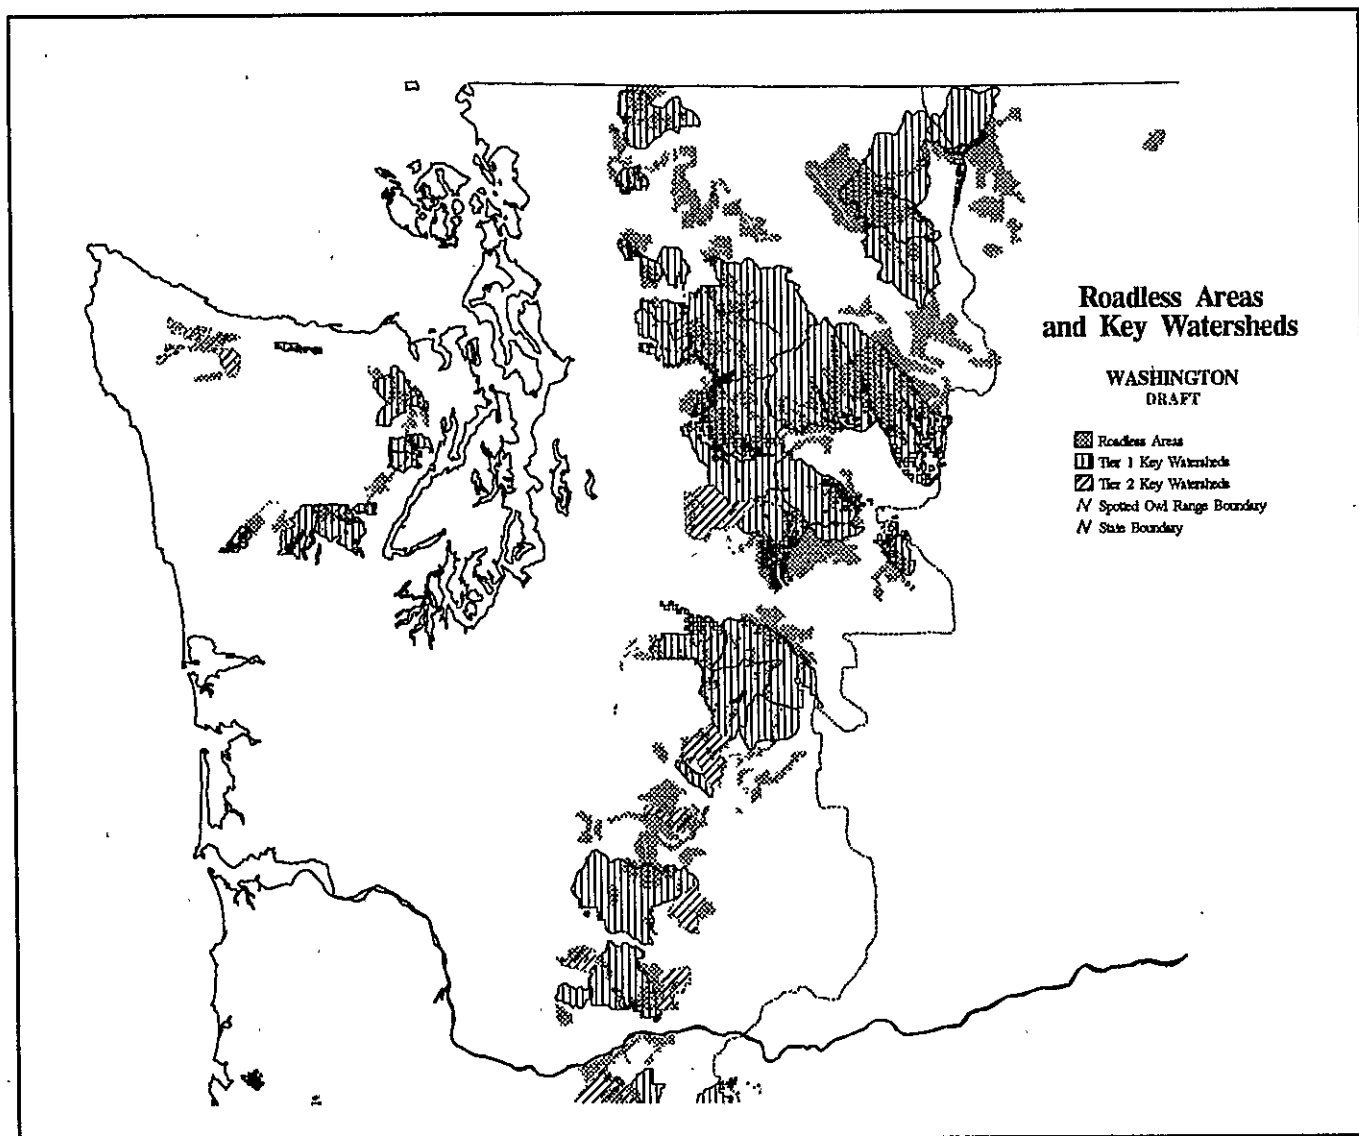 Roadless Areas
and Key Watersheds
WASHINGTON
DRAFT
Roadless Areas
Tier 1 Key Watersheds
Tier 2 Key Watersheds
Spotted Owl Range Boundary
State Boundary